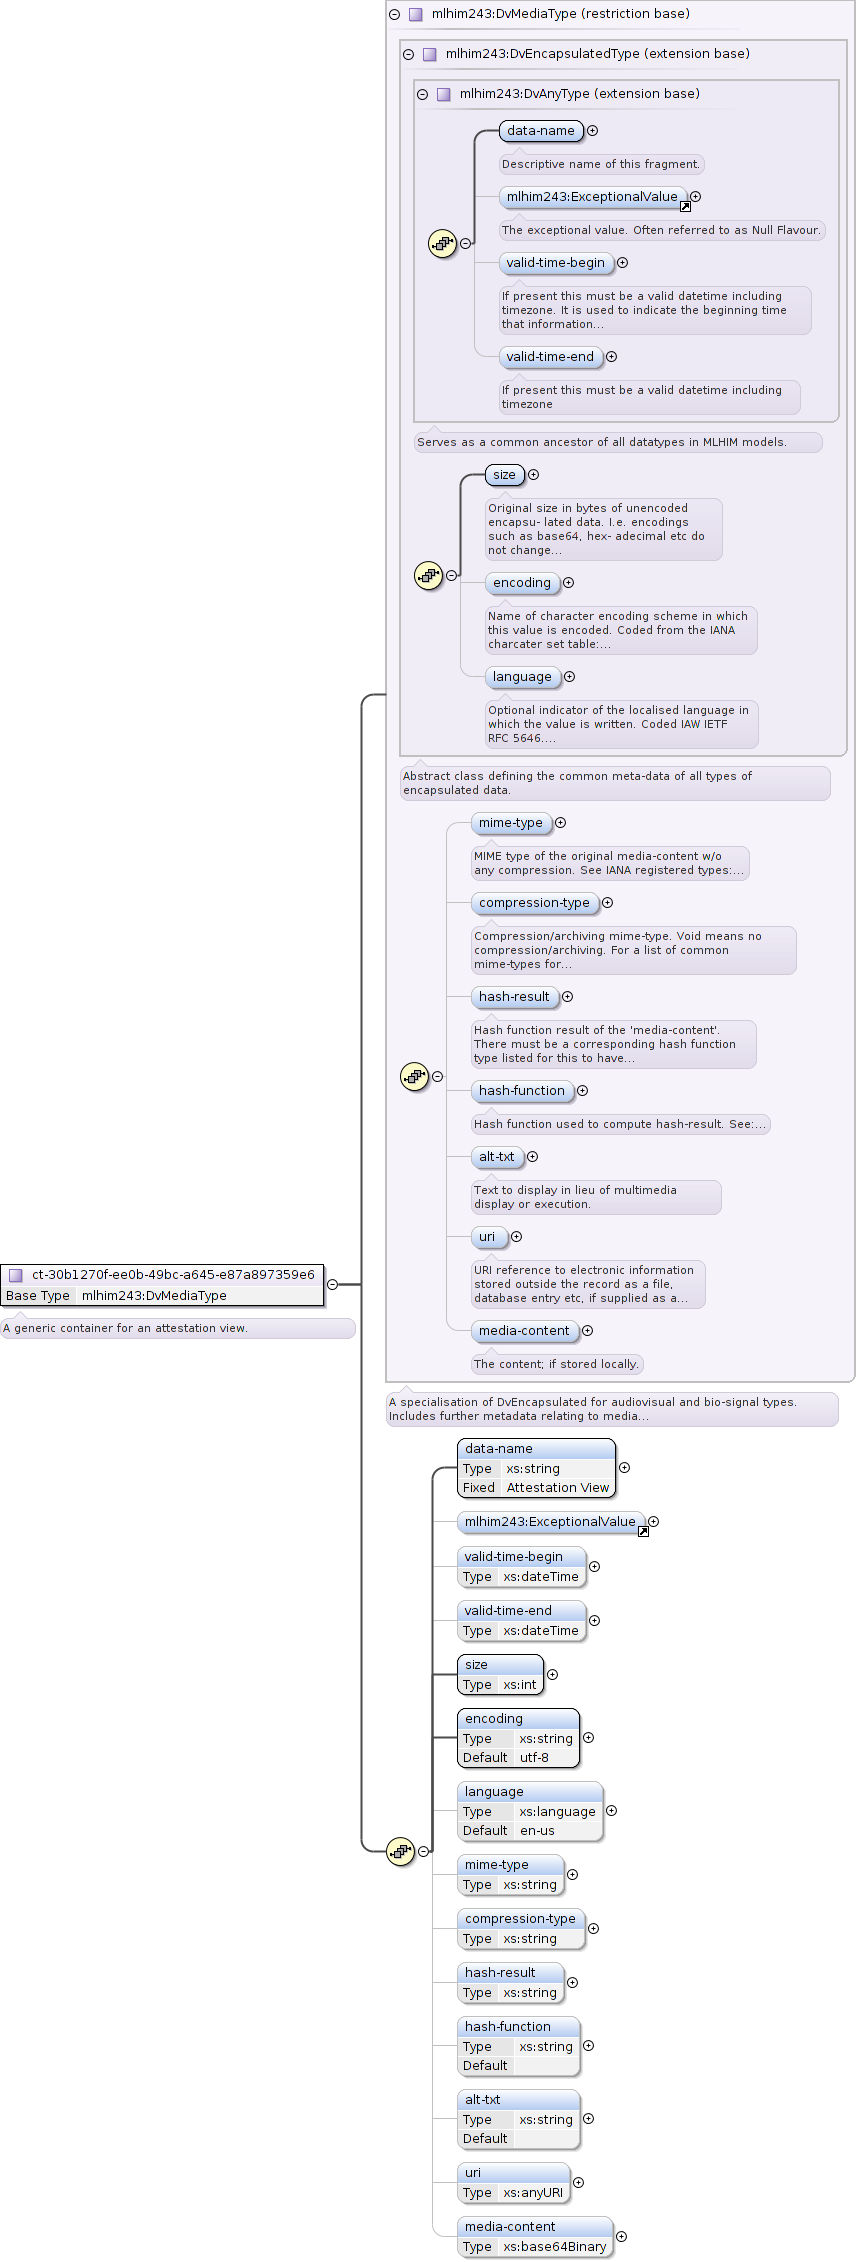 mlhim243:DvMediaType (restriction base)
mlhim243:DvEncapsulatedType (extension base)
mlhim243:DvAnyType (extension base)
data-name
Descriptive name of this fragment.
mlhim243:ExceptionalValue
The exceptional value. Often referred to as Null Flavour.
valid-time-begin
If present this must be a valid datetime including
timezone. It is used to indicate the beginning time
that information...
valid-time-end
If present this must be a valid datetime including
timezone
Serves as a common ancestor of all datatypes in MLHIM models.
size
Original size in bytes of unencoded
encapsu- lated data. I.e. encodings
such as base64, hex- adecimal etc do
not change...
encoding
Name of character encoding scheme in which
this value is encoded. Coded from the IANA
charcater set table:...
language
Optional indicator of the localised language in
which the value is written. Coded IAW IETF
RFC 5646....
Abstract class defining the common meta-data of all types of
encapsulated data.
mime-type
MIME type of the original media-content w/o
any compression. See IANA registered types:...
compression-type
Compression/archiving mime-type. Void means no
compression/archiving. For a list of common
mime-types for...
hash-result
Hash function result of the 'media-content'.
There must be a corresponding hash function
type listed for this to have...
hash-function
Hash function used to compute hash-result. See:...
alt-txt
Text to display in lieu of multimedia
display or execution.
uri
URI reference to electronic information
stored outside the record as a file,
database entry etc, if supplied as a...
media-content
The content; if stored locally.
ct-30b1270f-ee0b-49bc-a645-e87a897359e6
Base Type mlhim243:DvMediaType
A generic container for an attestation view.
A specialisation of DvEncapsulated for audiovisual and bio-signal types.
Includes further metadata relating to media...
data-name
Type xs:string
Fixed Attestation View
mlhim243:ExceptionalValue
valid-time-begin
Type xs:dateTime
valid-time-end
Type xs:dateTime
size
Type xs:int
encoding
Type xs:string
Default utf-8
language
Type xs:language
Default en-us
mime-type
Type xs:string
compression-type
Type xs:string
hash-result
Type xs:string
hash-function
Type xs:string
Default
alt-txt
Type xs:string
Default
uri
Type xs:anyURI
media-content
Type xs:base64Binary